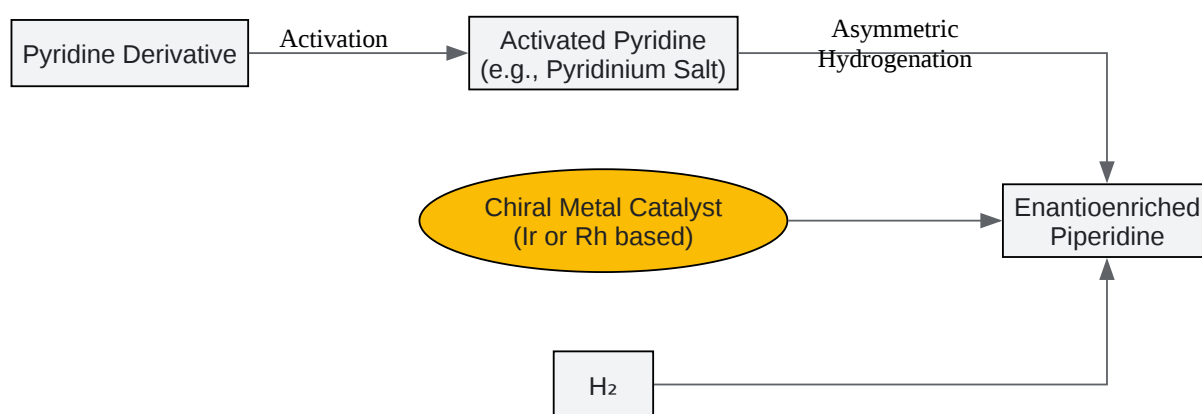 Pyridine Derivative
Activation
Activated Pyridine
(e.g., Pyridinium Salt)
Asymmetric
Hydrogenation
Chiral Metal Catalyst
(Ir or Rh based)
Enantioenriched
Piperidine
H₂